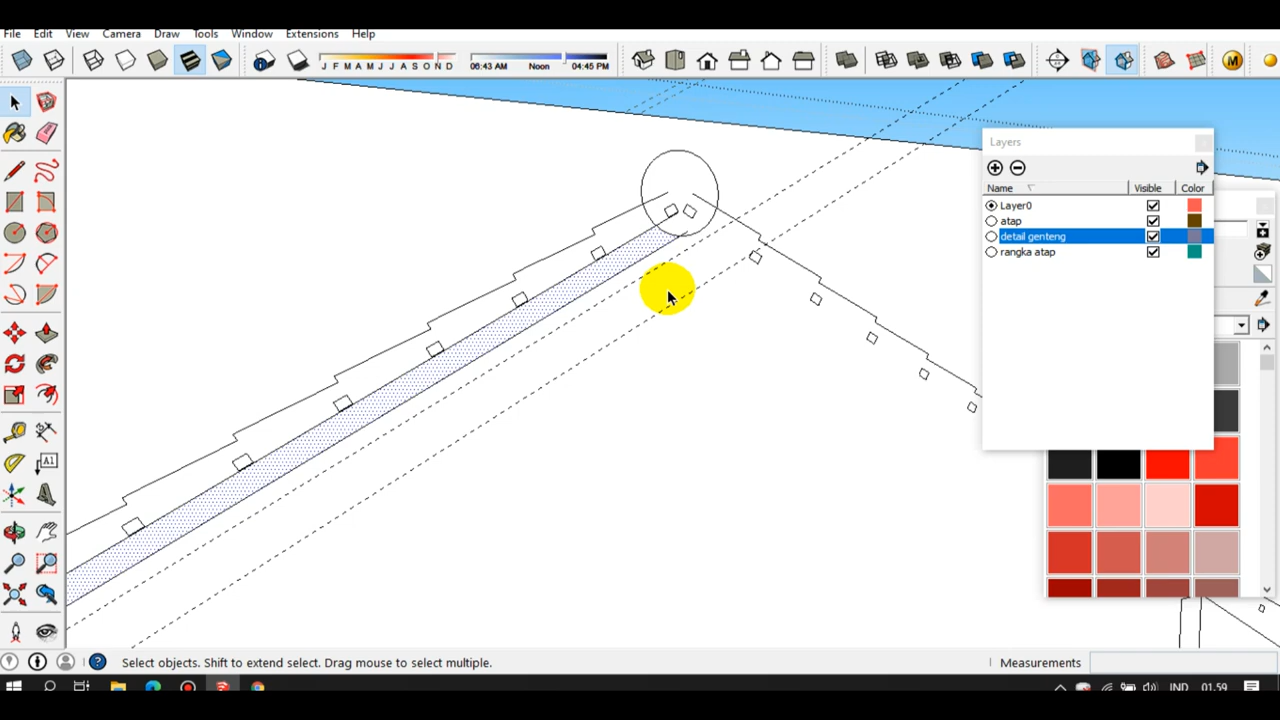 File Edit View Camera Draw Tools Window Extensions Help
J F M A M J J A S O N D
06:43 AM Noon 04:45 PM
M
Layers
Name Visible Color
Layer0
atap
detail genteng
rangka atap
A1
Select objects. Shift to extend select. Drag mouse to select multiple.
Measurements
IND 01.59